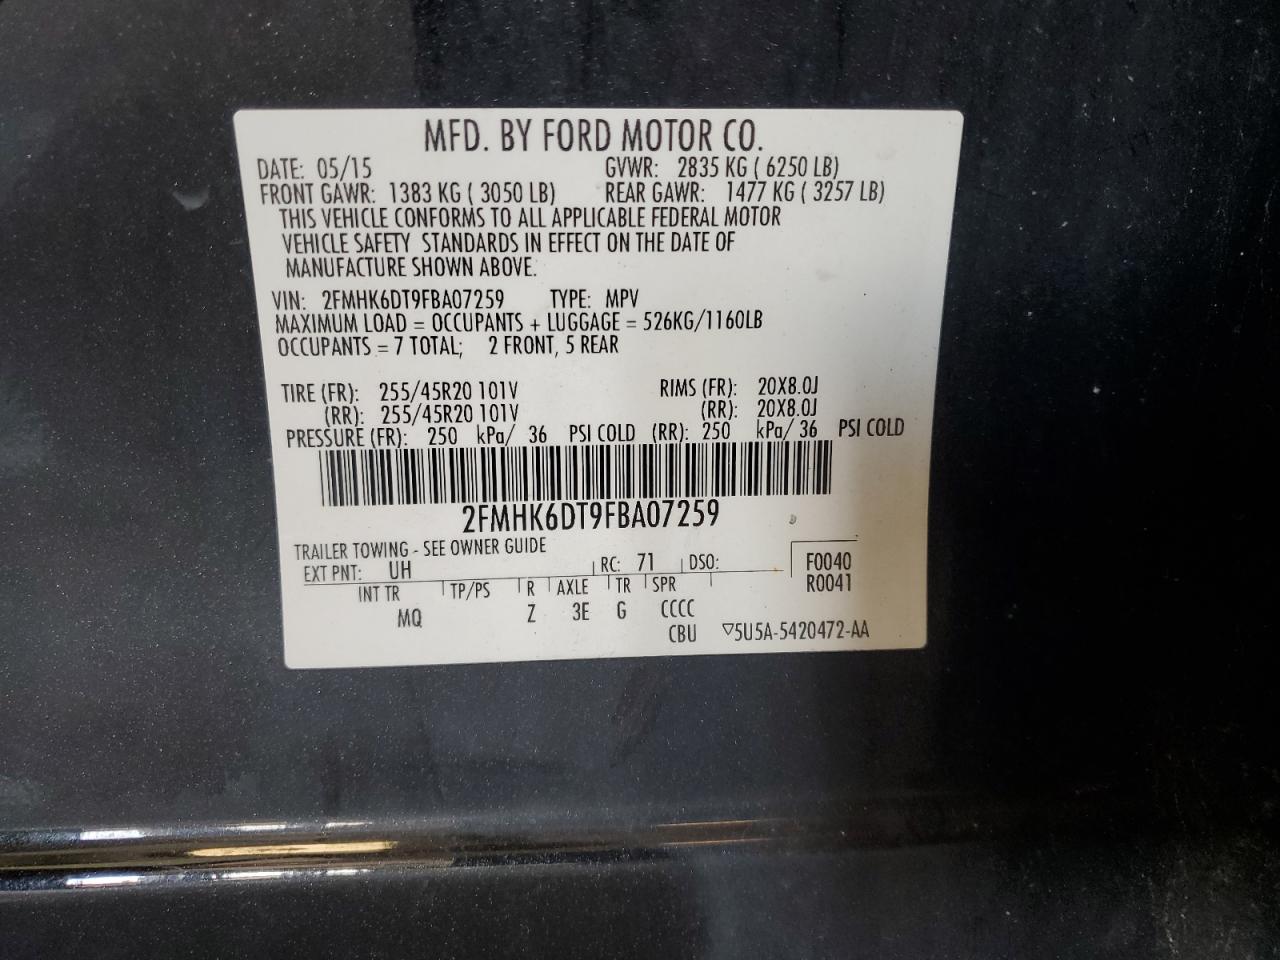 MFD. BY FORD MOTOR CO.
DATE: 05/15 GVWR: 2835 KG ( 6250 LB)
FRONT GAWR: 1383 KG ( 3050 LB) REAR GAWR: 1477 KG ( 3257 LB)
THIS VEHICLE CONFORMS TO ALL APPLICABLE FEDERAL MOTOR
VEHICLE SAFETY STANDARDS IN EFFECT ON THE DATE OF
MANUFACTURE SHOWN ABOVE.
VIN: 2FMHK6DT9FBA07259 TYPE: MPV
MAXIMUM LOAD = OCCUPANTS + LUGGAGE = 526KG/1160LB
OCCUPANTS = 7 TOTAL; 2 FRONT, 5 REAR
TIRE (FR): 255/45R20 101V RIMS (FR): 20X8.0J
(RR): 255/45R20 101V (RR): 20X8.0J
PRESSURE (FR): 250 kPa/ 36 PSI COLD (RR): 250 kPa/ 36 PSI COLD
2FMHK6DT9FBA07259
TRAILER TOWING - SEE OWNER GUIDE
EXT PNT: UH RC: 71 DSO: F0040
INT TR TP/PS R AXLE TR SPR R0041
MQ Z 3E G CCCC
CBU ▽5U5A-5420472-AA